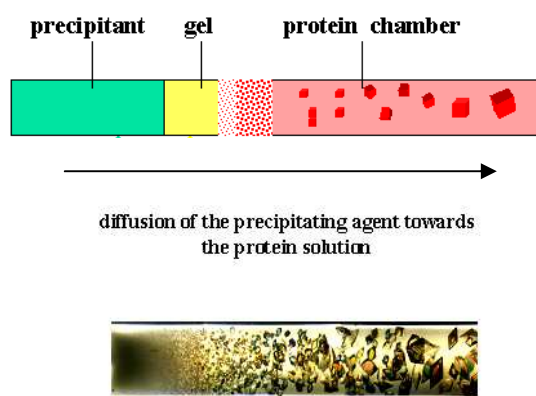 precipitant gel protein chamber
diffusion of the precipitating agent towards
the protein solution